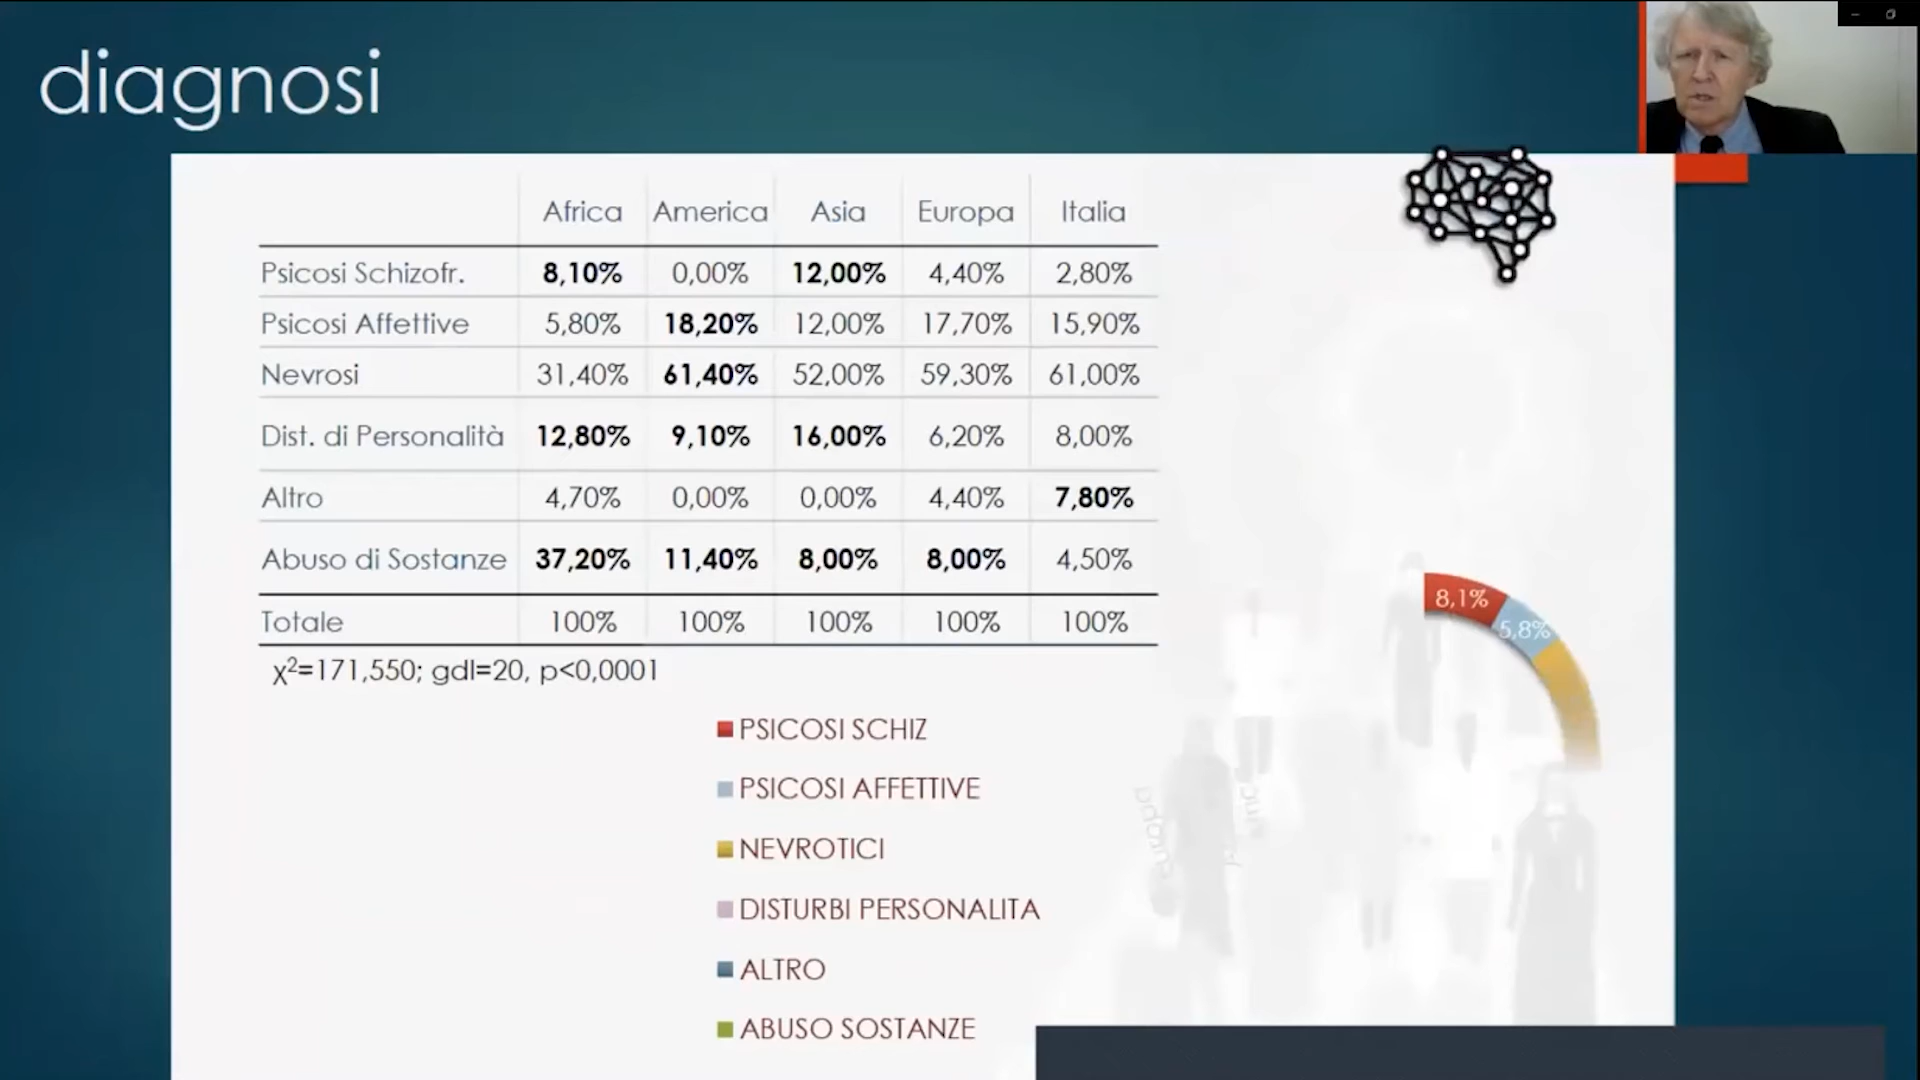 diagnosi
Africa America Asia Europa Italia
Psicosi Schizofr. 8,10% 0,00% 12,00% 4,40% 2,80%
Psicosi Affettive 5,80% 18,20% 12,00% 17,70% 15,90%
Nevrosi 31,40% 61,40% 52,00% 59,30% 61,00%
Dist. di Personalità 12,80% 9,10% 16,00% 6,20% 8,00%
Altro 4,70% 0,00% 0,00% 4,40% 7,80%
Abuso di Sostanze 37,20% 11,40% 8,00% 8,00% 4,50%
Totale 100% 100% 100% 100% 100%
χ²=171,550; gdl=20, p<0,0001
8,1%
5,8%
PSICOSI SCHIZ
PSICOSI AFFETTIVE
NEVROTICI
DISTURBI PERSONALITA
ALTRO
ABUSO SOSTANZE
Europa